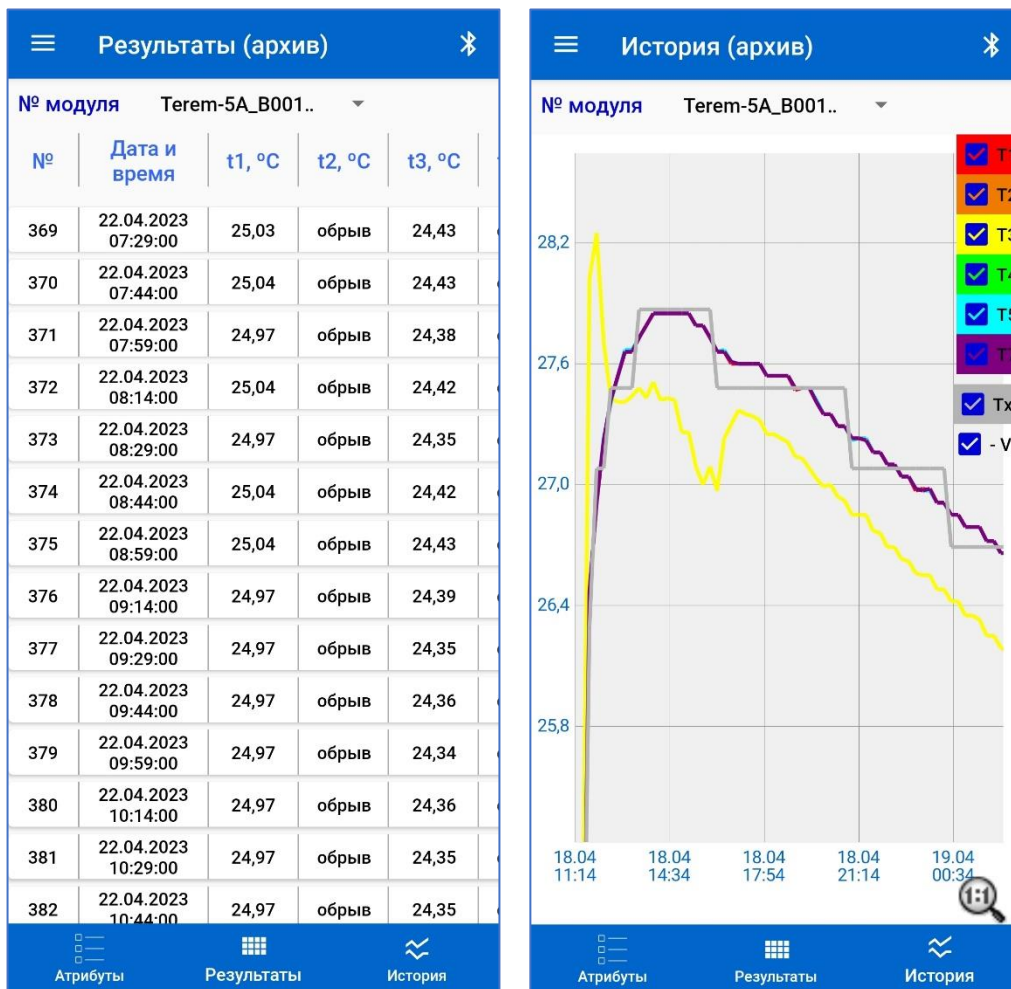 Результаты (архив)
№ модуля Terem-5A_B001..
№ Дата и время t1, °C t2, °C t3, °C
369 22.04.2023 07:29:00 25,03 обрыв 24,43
370 22.04.2023 07:44:00 25,04 обрыв 24,43
371 22.04.2023 07:59:00 24,97 обрыв 24,38
372 22.04.2023 08:14:00 25,04 обрыв 24,42
373 22.04.2023 08:29:00 24,97 обрыв 24,35
374 22.04.2023 08:44:00 25,04 обрыв 24,42
375 22.04.2023 08:59:00 25,04 обрыв 24,43
376 22.04.2023 09:14:00 24,97 обрыв 24,39
377 22.04.2023 09:29:00 24,97 обрыв 24,35
378 22.04.2023 09:44:00 24,97 обрыв 24,36
379 22.04.2023 09:59:00 24,97 обрыв 24,34
380 22.04.2023 10:14:00 24,97 обрыв 24,36
381 22.04.2023 10:29:00 24,97 обрыв 24,35
382 22.04.2023 10:44:00 24,97 обрыв 24,35
Атрибуты Результаты История
История (архив)
№ модуля Terem-5A_B001..
T1
T2
T3
T4
T5
Tx
- V
28,2
27,6
27,0
26,4
25,8
18.04 18.04 18.04 18.04 19.04
11:14 14:34 17:54 21:14 00:34
1:1
Атрибуты Результаты История